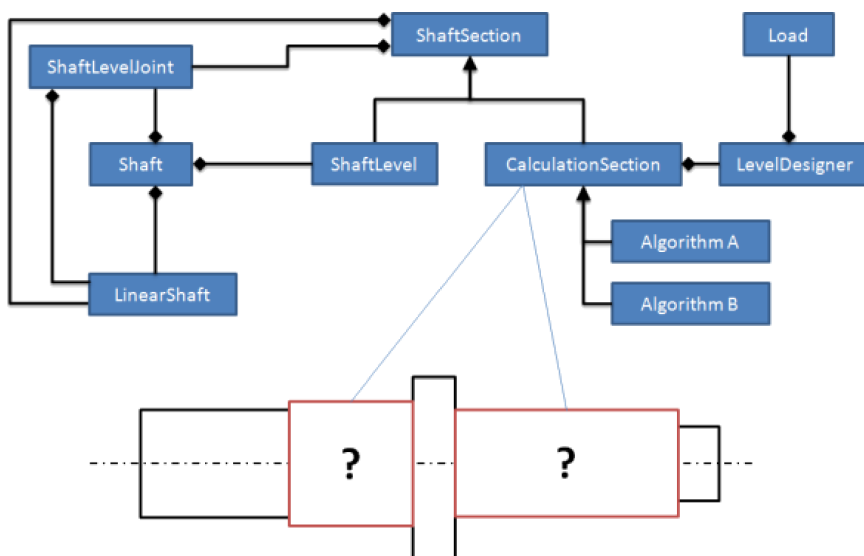 ShaftSection
Load
ShaftLevelJoint
Shaft
ShaftLevel
CalculationSection
LevelDesigner
Algorithm A
LinearShaft
Algorithm B
?
?